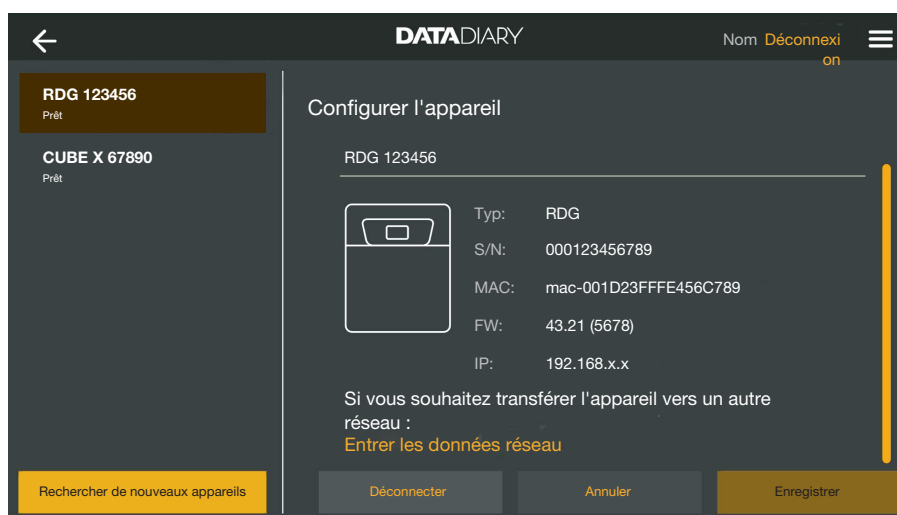 DATADIARY
Nom Déconnexi
on
RDG 123456
Prêt
CUBE X 67890
Prêt
Rechercher de nouveaux appareils
Configurer l'appareil
RDG 123456
Typ: RDG
S/N: 000123456789
MAC: mac-001D23FFFE456C789
FW: 43.21 (5678)
IP: 192.168.x.x
Si vous souhaitez transférer l'appareil vers un autre
réseau :
Entrer les données réseau
Déconnecter Annuler Enregistrer